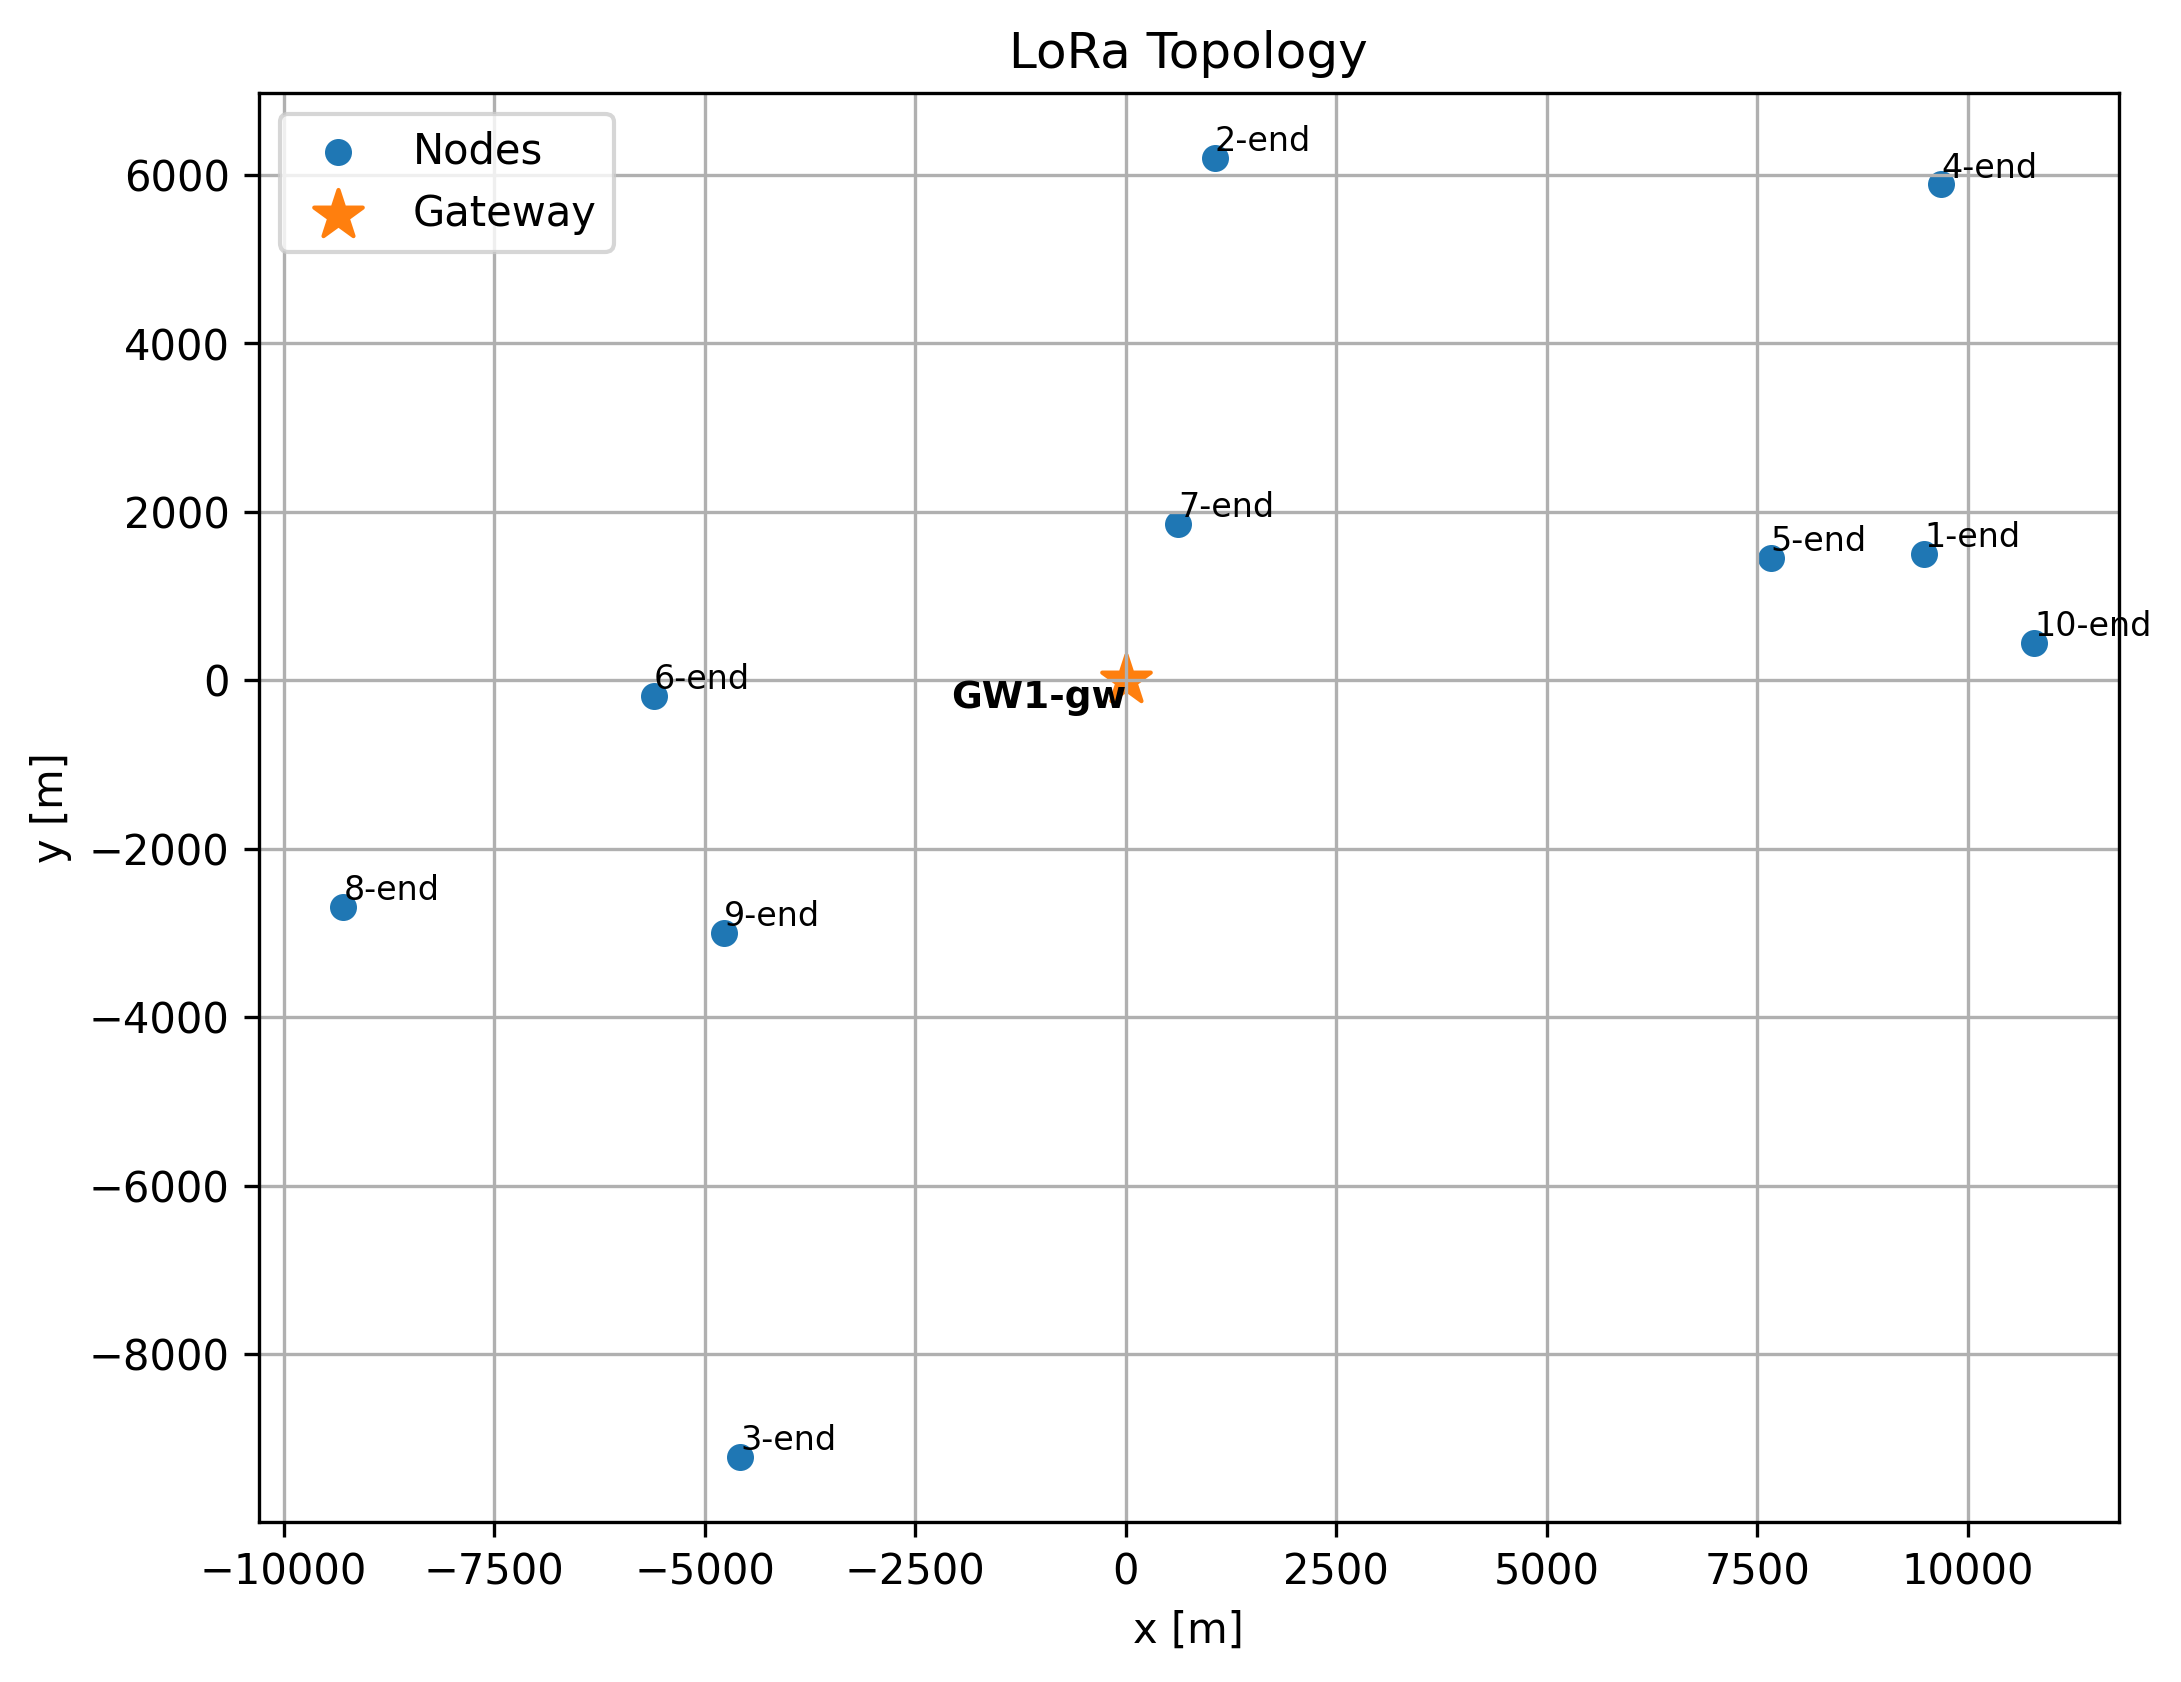 LoRa Topology
Nodes
Gateway
2-end
4-end
7-end
5-end
1-end
10-end
6-end
GW1-gw
8-end
9-end
3-end
6000
4000
2000
0
−2000
−4000
−6000
−8000
y [m]
−10000
−7500
−5000
−2500
0
2500
5000
7500
10000
x [m]